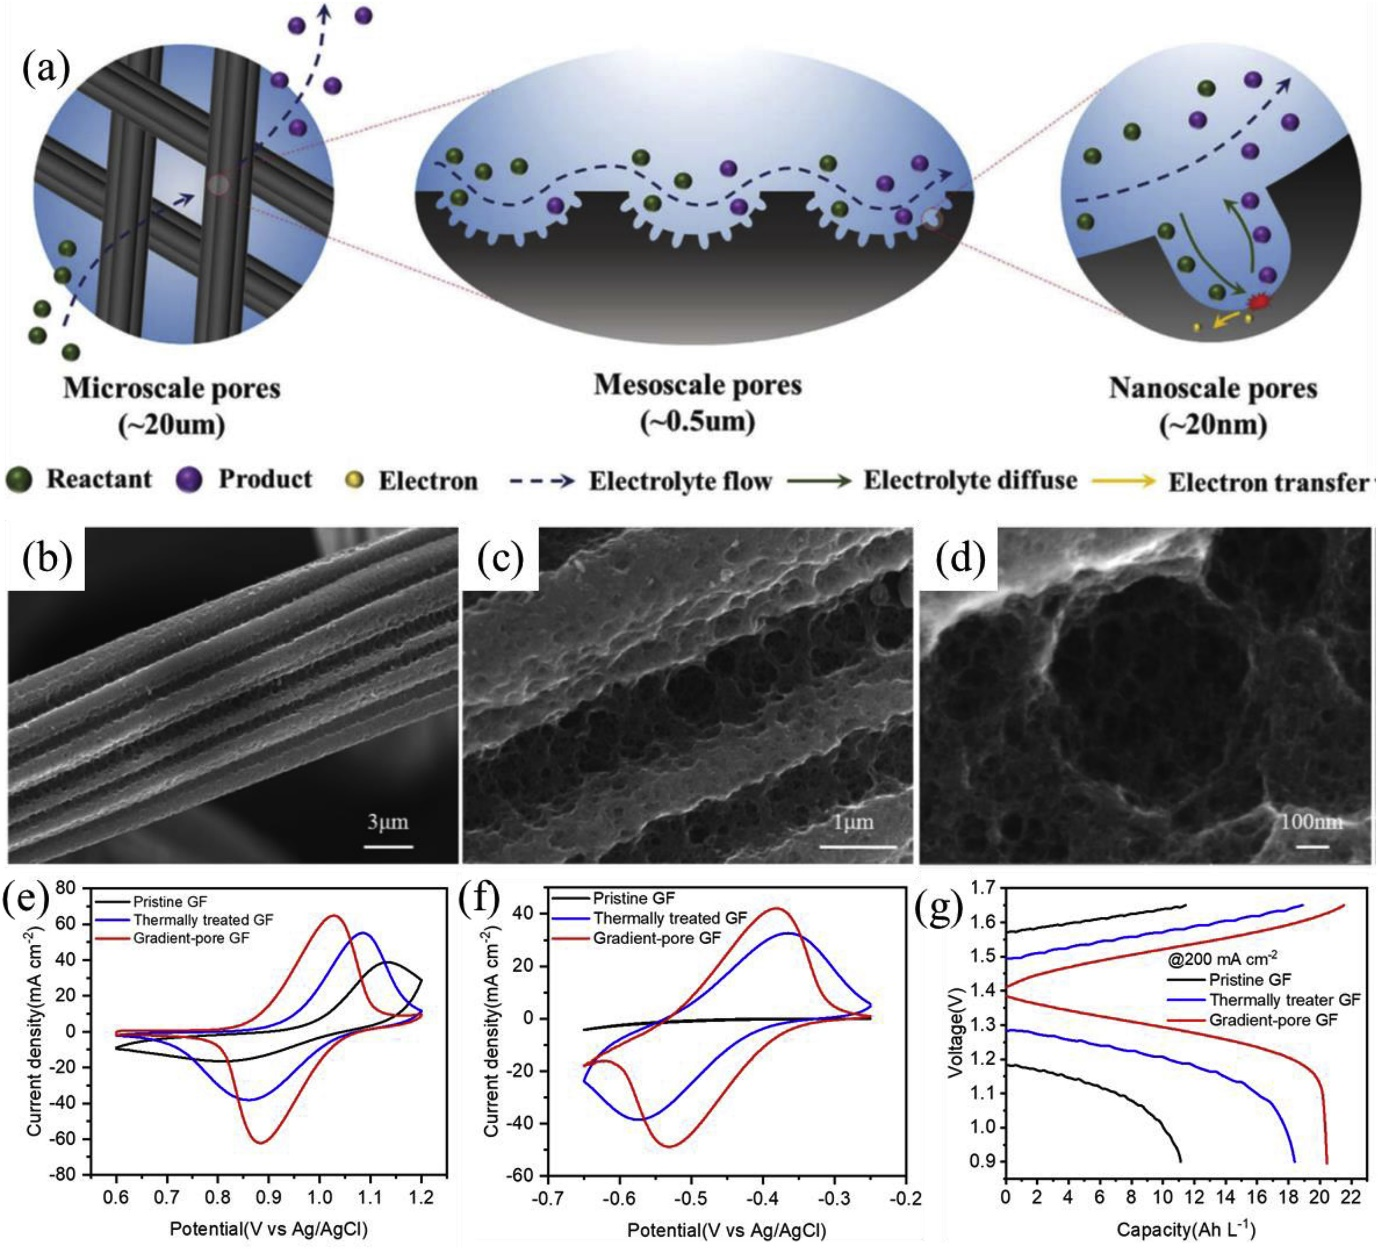 (a)
Microscale pores
(~20um)
Mesoscale pores
(~0.5um)
Nanoscale pores
(~20nm)
Reactant Product Electron Electrolyte flow Electrolyte diffuse Electron transfer
(b)
3μm
(c)
1μm
(d)
100nm
(e)
Pristine GF
Thermally treated GF
Gradient-pore GF
80
60
40
20
0
-20
-40
-60
-80
Current density(mA cm-2)
0.6 0.7 0.8 0.9 1.0 1.1 1.2
Potential(V vs Ag/AgCl)
(f)
Pristine GF
Thermally treated GF
Gradient-pore GF
40
20
0
-20
-40
-60
Current density(mA cm-2)
-0.7 -0.6 -0.5 -0.4 -0.3 -0.2
Potential(V vs Ag/AgCl)
(g)
@200 mA cm-2
Pristine GF
Thermally treater GF
Gradient-pore GF
1.7
1.6
1.5
1.4
1.3
1.2
1.1
1.0
0.9
Voltage(V)
0 2 4 6 8 10 12 14 16 18 20 22
Capacity(Ah L-1)